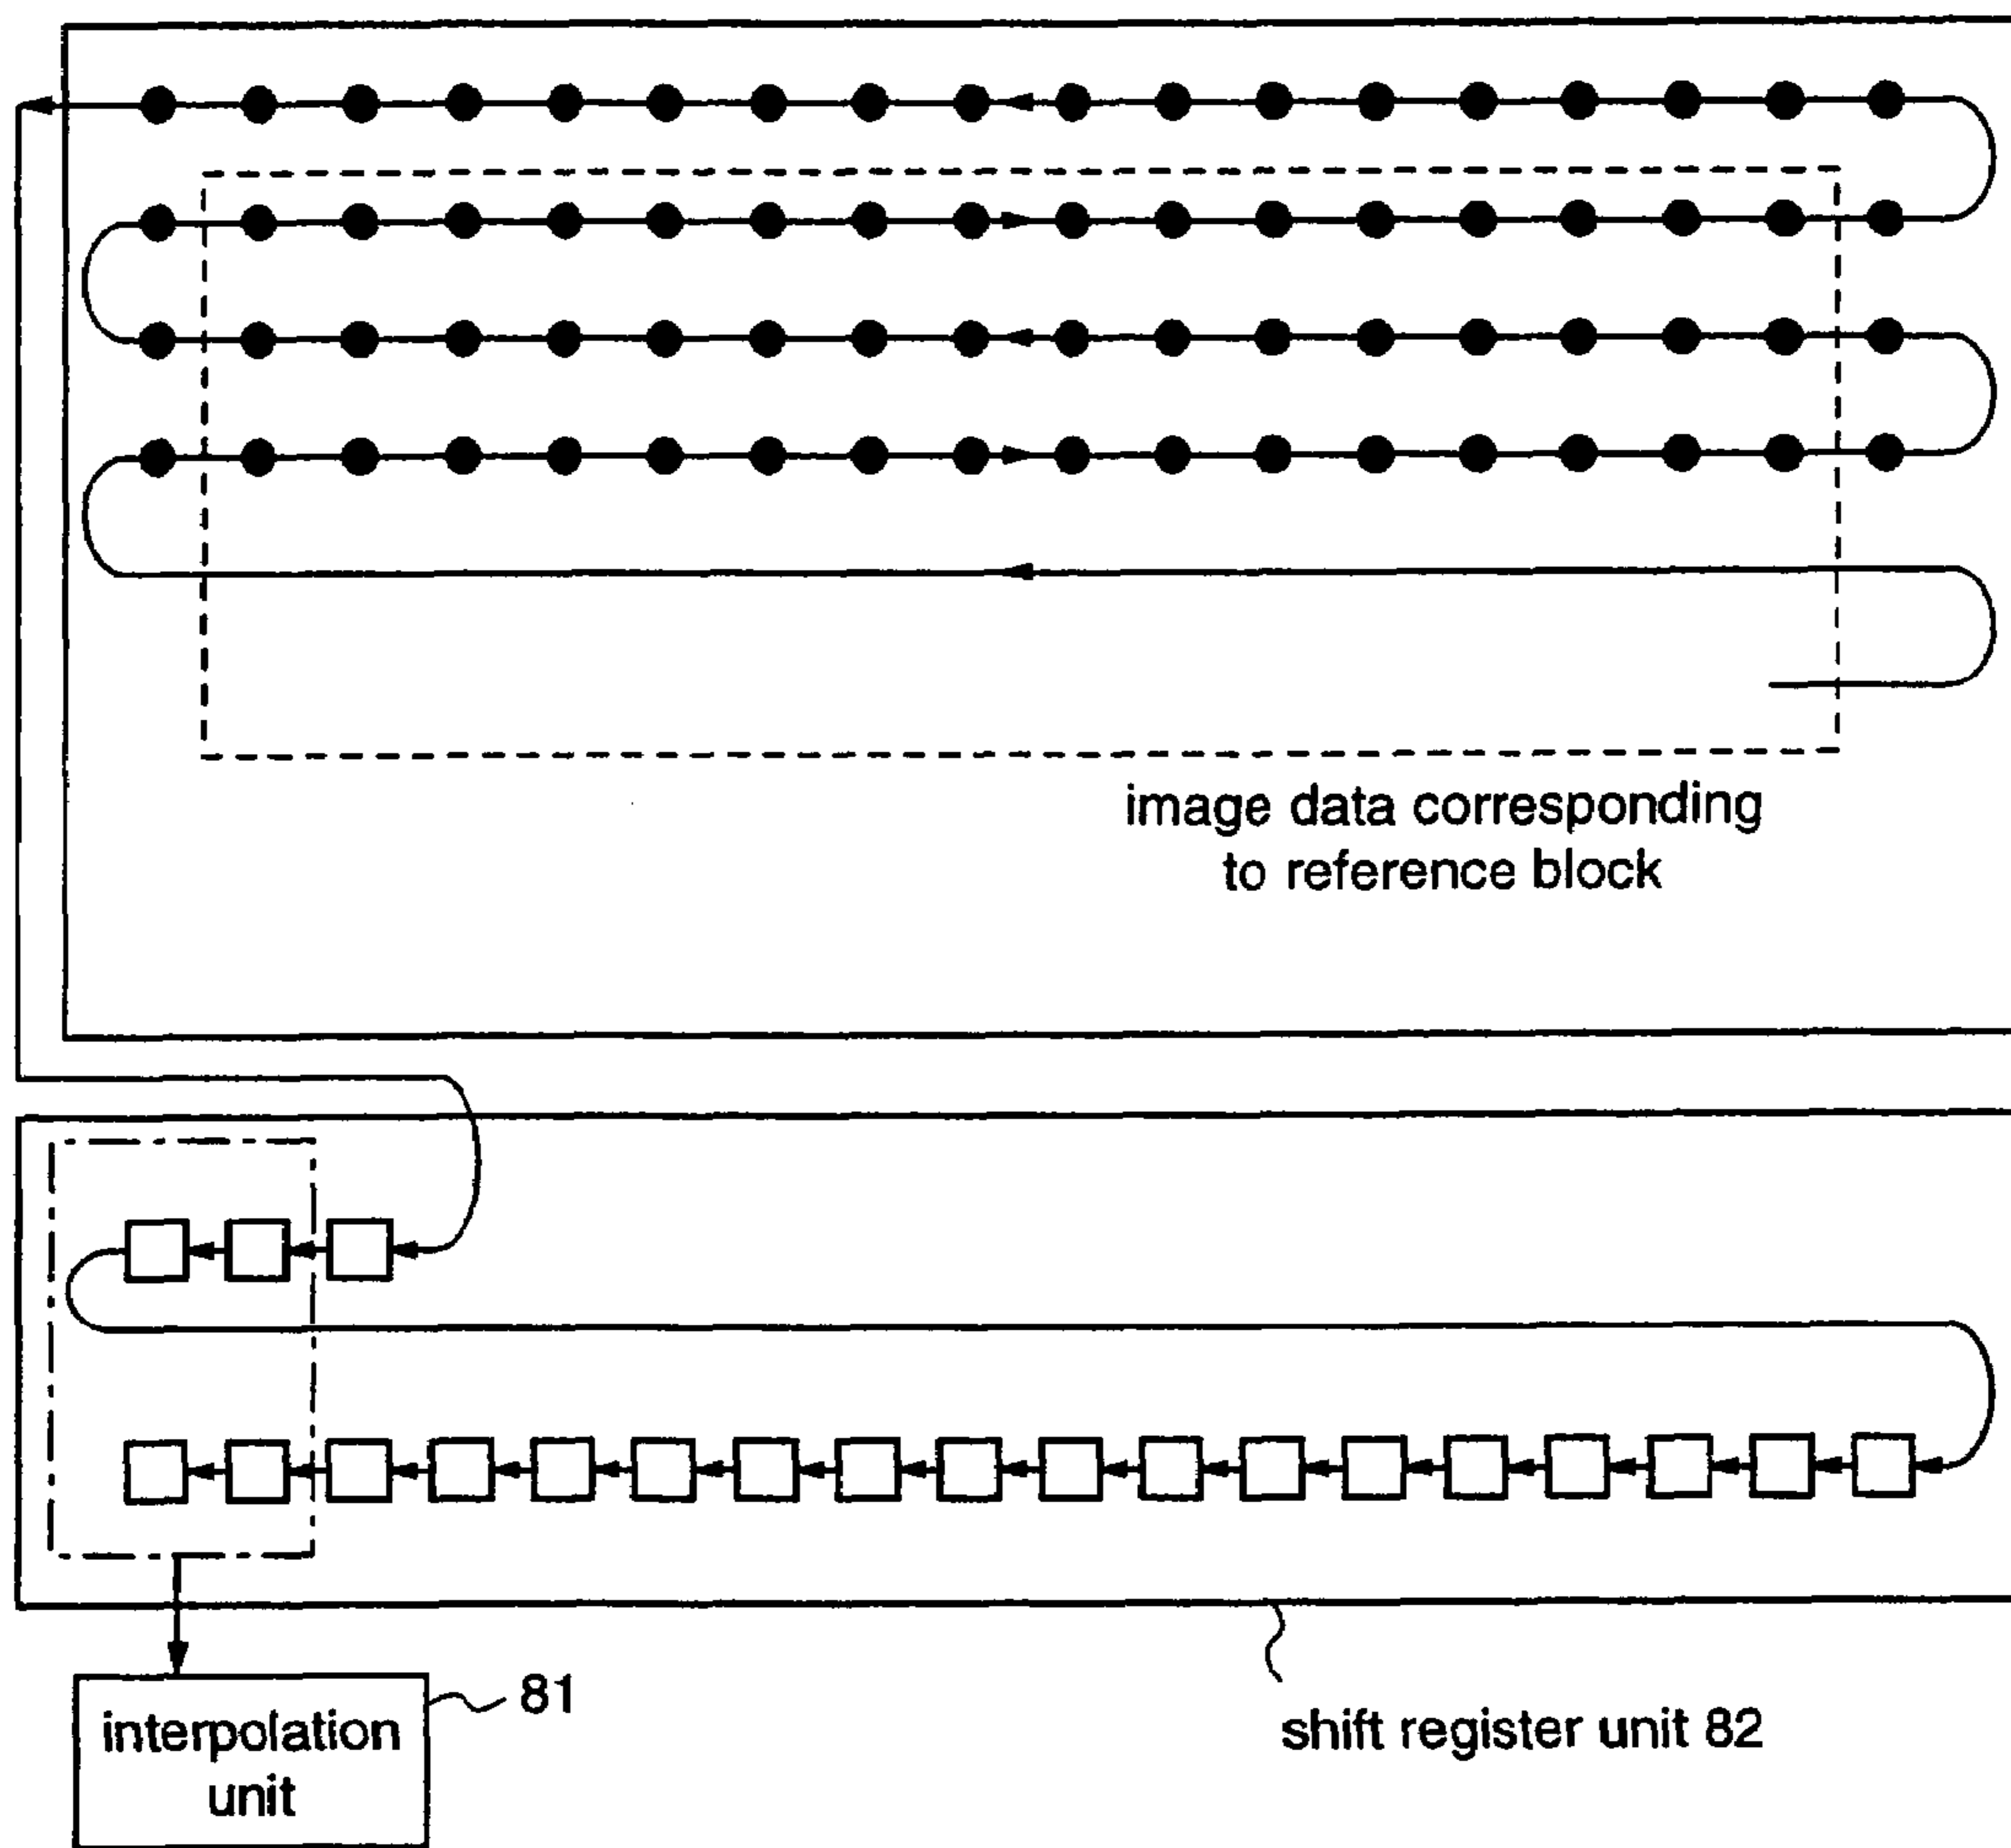 image data corresponding
to reference block
81
interpolation
unit
shift register unit 82